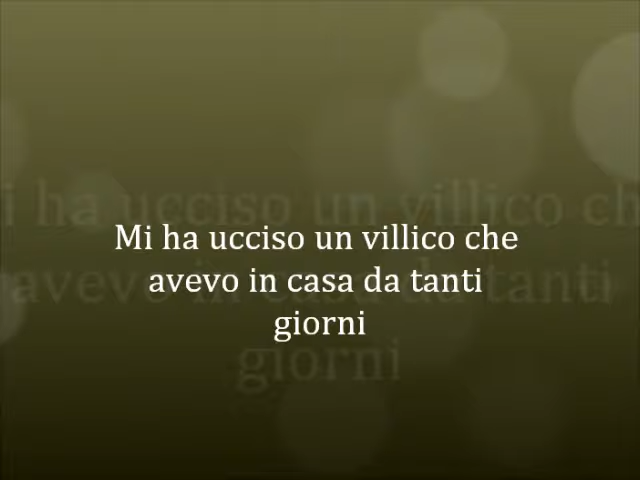 Mi ha ucciso un villico che
avevo in casa da tanti
giorni